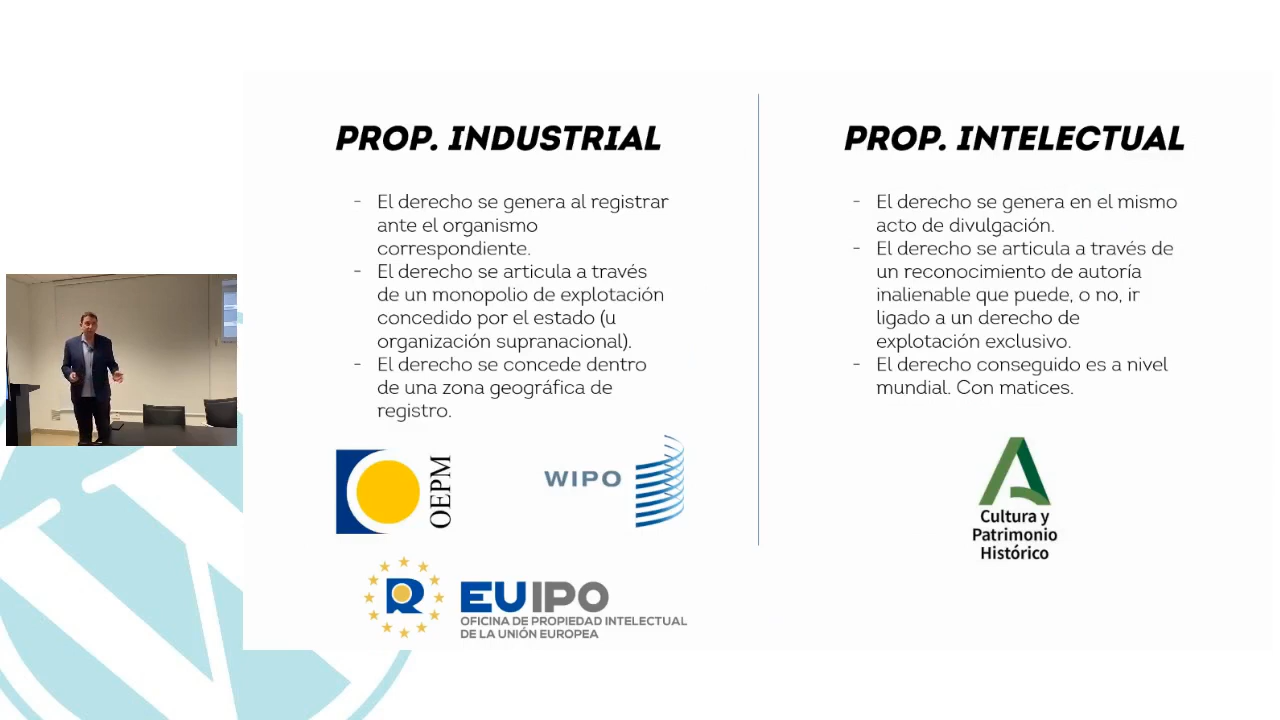 PROP. INDUSTRIAL
- El derecho se genera al registrar
ante el organismo
correspondiente.
- El derecho se articula a través
de un monopolio de explotación
concedido por el estado (u
organización supranacional).
- El derecho se concede dentro
de una zona geográfica de
registro.
OEPM
WIPO
EUIPO
OFICINA DE PROPIEDAD INTELECTUAL
DE LA UNIÓN EUROPEA
PROP. INTELECTUAL
- El derecho se genera en el mismo
acto de divulgación.
- El derecho se articula a través de
un reconocimiento de autoría
inalienable que puede, o no, ir
ligado a un derecho de
explotación exclusivo.
- El derecho conseguido es a nivel
mundial. Con matices.
Cultura y
Patrimonio
Histórico